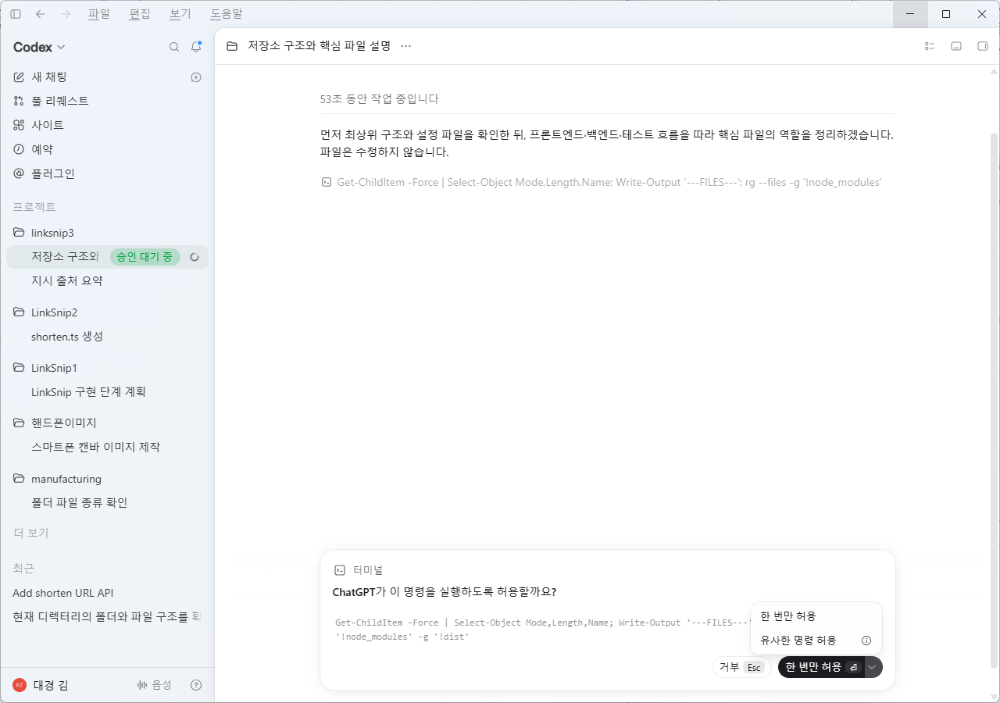 파일 편집 보기 도움말
Codex
새 채팅
풀 리퀘스트
사이트
예약
플러그인
프로젝트
linksnip3
저장소 구조와 승인 대기 중
지시 출처 요약
LinkSnip2
shorten.ts 생성
LinkSnip1
LinkSnip 구현 단계 계획
핸드폰이미지
스마트폰 캔바 이미지 제작
manufacturing
폴더 파일 종류 확인
더 보기
최근
Add shorten URL API
현재 디렉터리의 폴더와 파일 구조를
KZ 대경 김 음성
저장소 구조와 핵심 파일 설명
53초 동안 작업 중입니다
먼저 최상위 구조와 설정 파일을 확인한 뒤, 프론트엔드·백엔드·테스트 흐름을 따라 핵심 파일의 역할을 정리하겠습니다.
파일은 수정하지 않습니다.
Get-ChildItem -Force | Select-Object Mode,Length,Name; Write-Output '---FILES---'; rg --files -g '!node_modules'
터미널
ChatGPT가 이 명령을 실행하도록 허용할까요?
Get-ChildItem -Force | Select-Object Mode,Length,Name; Write-Output '---FILES---'
'!node_modules' -g '!dist'
한 번만 허용
유사한 명령 허용
거부 Esc 한 번만 허용